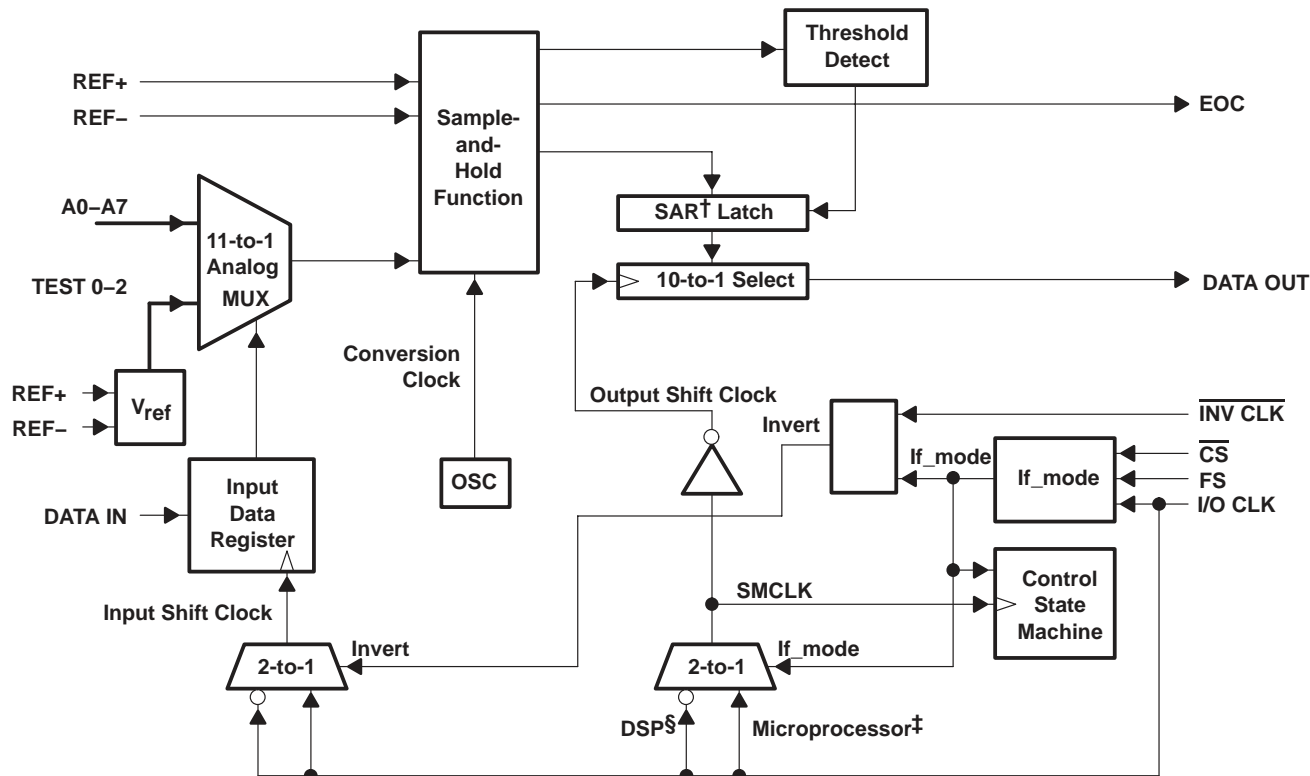 Threshold
Detect
REF+
REF–
Sample-
and-
Hold
Function
EOC
A0–A7
SAR† Latch
11-to-1
Analog
MUX
TEST 0–2
10-to-1 Select
DATA OUT
Conversion
Clock
REF+
REF–
Vref
Output Shift Clock
Invert
INV CLK
If_mode
CS
FS
I/O CLK
If_mode
OSC
Input
Data
Register
DATA IN
SMCLK
Control
State
Machine
Input Shift Clock
2-to-1
Invert
2-to-1
If_mode
DSP§
Microprocessor‡